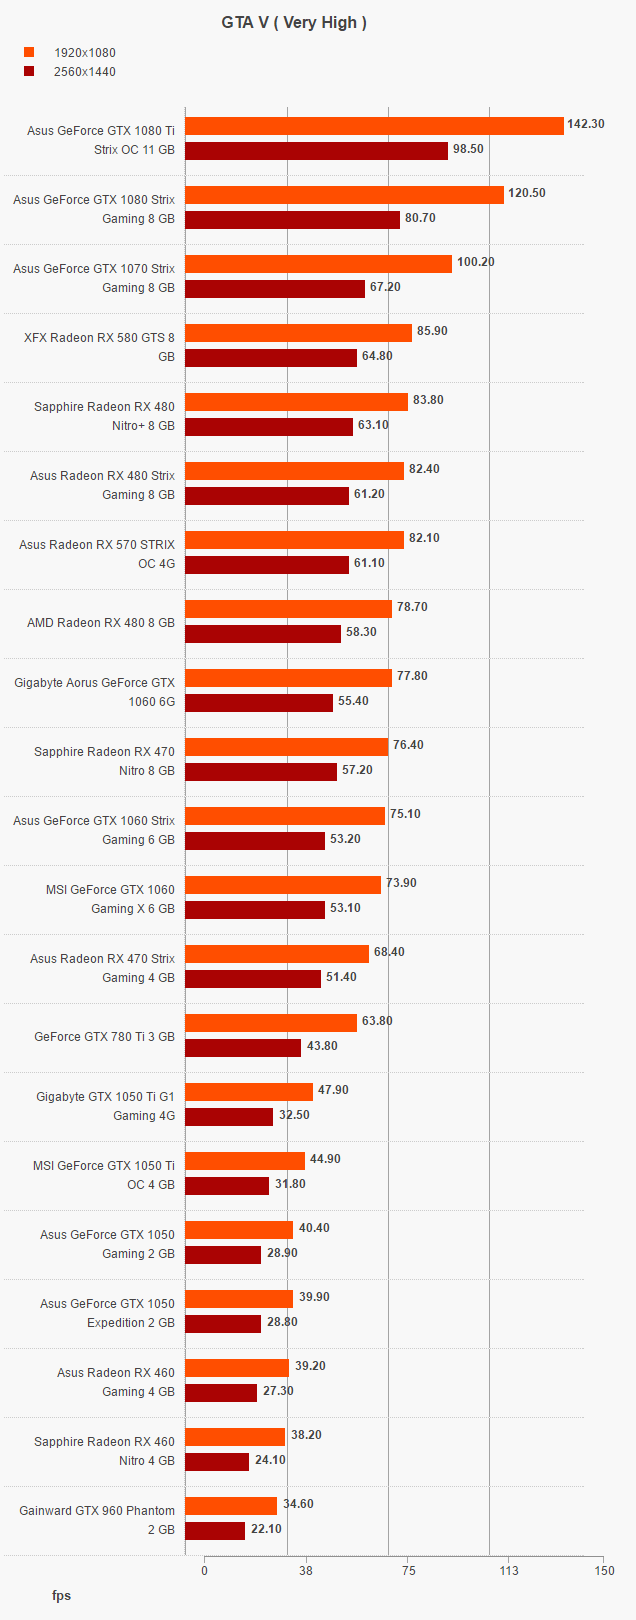 GTA V ( Very High )
1920x1080
2560x1440
Asus GeForce GTX 1080 Ti
Strix OC 11 GB
142.30
98.50
Asus GeForce GTX 1080 Strix
Gaming 8 GB
120.50
80.70
Asus GeForce GTX 1070 Strix
Gaming 8 GB
100.20
67.20
XFX Radeon RX 580 GTS 8
GB
85.90
64.80
Sapphire Radeon RX 480
Nitro+ 8 GB
83.80
63.10
Asus Radeon RX 480 Strix
Gaming 8 GB
82.40
61.20
Asus Radeon RX 570 STRIX
OC 4G
82.10
61.10
AMD Radeon RX 480 8 GB
78.70
58.30
Gigabyte Aorus GeForce GTX
1060 6G
77.80
55.40
Sapphire Radeon RX 470
Nitro 8 GB
76.40
57.20
Asus GeForce GTX 1060 Strix
Gaming 6 GB
75.10
53.20
MSI GeForce GTX 1060
Gaming X 6 GB
73.90
53.10
Asus Radeon RX 470 Strix
Gaming 4 GB
68.40
51.40
GeForce GTX 780 Ti 3 GB
63.80
43.80
Gigabyte GTX 1050 Ti G1
Gaming 4G
47.90
32.50
MSI GeForce GTX 1050 Ti
OC 4 GB
44.90
31.80
Asus GeForce GTX 1050
Gaming 2 GB
40.40
28.90
Asus GeForce GTX 1050
Expedition 2 GB
39.90
28.80
Asus Radeon RX 460
Gaming 4 GB
39.20
27.30
Sapphire Radeon RX 460
Nitro 4 GB
38.20
24.10
Gainward GTX 960 Phantom
2 GB
34.60
22.10
0 38 75 113 150
fps